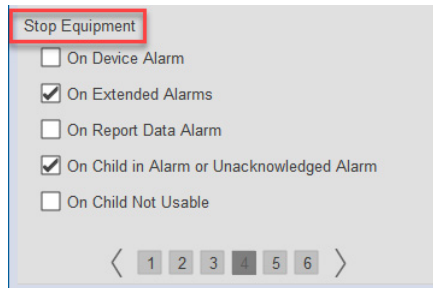 Stop Equipment
On Device Alarm
On Extended Alarms
On Report Data Alarm
On Child in Alarm or Unacknowledged Alarm
On Child Not Usable
1 2 3 4 5 6